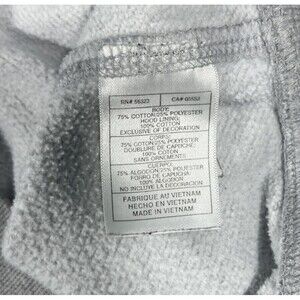 RN# 56323 CA# 05553
BODY:
75% COTTON/25% POLYESTER
HOOD LINING:
100% COTTON
EXCLUSIVE OF DECORATION
CORPS:
75% COTON/25% POLYESTER
DOUBLURE DE CAPUCHE:
100% COTON
SANS ORNEMENTS
CUERPO:
75% ALGODON/25% POLIESTER
FORRO DE CAPUCHA:
100% ALGODON
NO INCLUYE LA DECORACION
FABRIQUE AU VIETNAM
HECHO EN VIETNAM
MADE IN VIETNAM